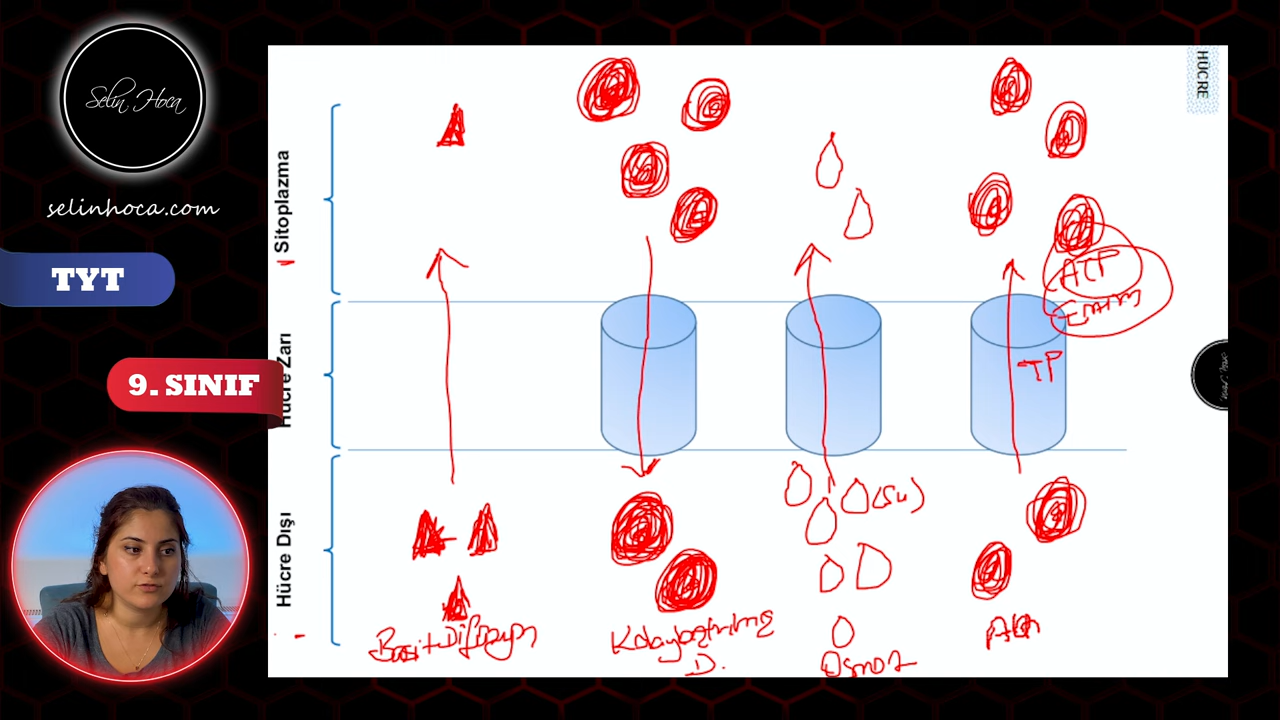 Selin Hoca
selinhoca.com
TYT
9. SINIF
HÜCRE
Sitoplazma
Hücre Zarı
Hücre Dışı
ATP
Enzim
TP
(Su)
Basit Difüzyon
Kolaylaştırılmış
D.
Osmoz
Aktif